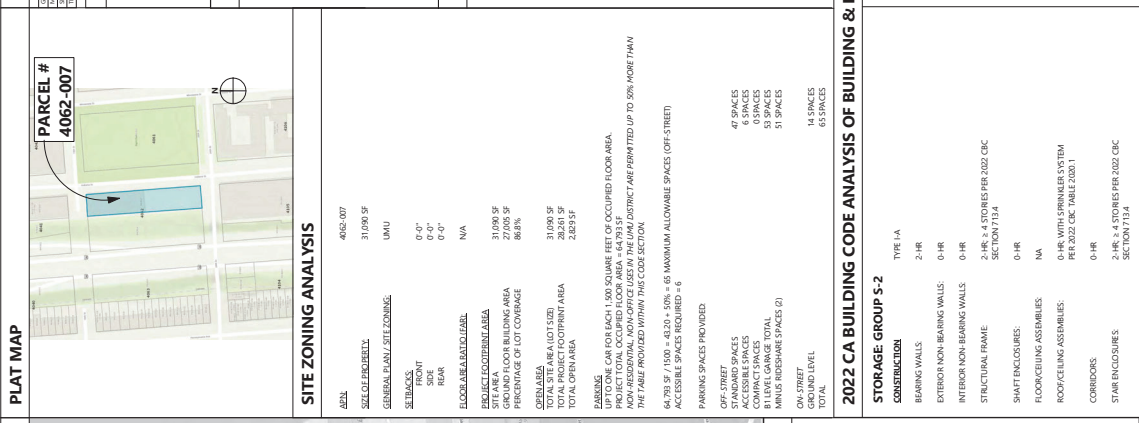 PLAT MAP
PARCEL #
4062-007
N
SITE ZONING ANALYSIS
APN: 4062-007
SIZE OF PROPERTY: 31,090 SF
GENERAL PLAN / SITE ZONING: UMU
SETBACKS:
FRONT 0'-0"
SIDE 0'-0"
REAR 0'-0"
FLOOR AREA RATIO (FAR): N/A
PROJECT FOOTPRINT AREA
SITE AREA 31,090 SF
GROUND FLOOR BUILDING AREA 27,005 SF
PERCENTAGE OF LOT COVERAGE 86.8%
OPEN AREA
TOTAL SITE AREA (LOT SIZE) 31,090 SF
TOTAL PROJECT FOOTPRINT AREA 28,261 SF
TOTAL OPEN AREA 2,829 SF
PARKING
UP TO ONE CAR FOR EACH 1,500 SQUARE FEET OF OCCUPIED FLOOR AREA.
PROJECT TOTAL OCCUPIED FLOOR AREA = 64,793 SF
NON-RESIDENTIAL, NON-OFFICE USES IN THE UMU DISTRICT ARE PERMITTED UP TO 50% MORE THAN
THE TABLE PROVIDED WITHIN THIS CODE SECTION.
64,793 SF / 1500 = 43.20 + 50% = 65 MAXIMUM ALLOWABLE SPACES (OFF-STREET)
ACCESSIBLE SPACES REQUIRED = 6
PARKING SPACES PROVIDED:
OFF-STREET
STANDARD SPACES 47 SPACES
ACCESSIBLE SPACES 6 SPACES
COMPACT SPACES 0 SPACES
B1 LEVEL GARAGE TOTAL 53 SPACES
MINUS RIDESHARE SPACES (2) 51 SPACES
ON-STREET
GROUND LEVEL 14 SPACES
TOTAL 65 SPACES
2022 CA BUILDING CODE ANALYSIS OF BUILDING &
STORAGE: GROUP S-2
CONSTRUCTION TYPE I-A
BEARING WALLS: 2-HR
EXTERIOR NON-BEARING WALLS: 0-HR
INTERIOR NON-BEARING WALLS: 0-HR
STRUCTURAL FRAME: 2-HR; ≥ 4 STORIES PER 2022 CBC
SECTION 713.4
SHAFT ENCLOSURES: 0-HR
FLOOR/CEILING ASSEMBLIES: NA
ROOF/CEILING ASSEMBLIES: 0-HR; WITH SPRINKLER SYSTEM
PER 2022 CBC TABLE 2020.1
CORRIDORS: 0-HR
STAIR ENCLOSURES: 2-HR; ≥ 4 STORIES PER 2022 CBC
SECTION 713.4